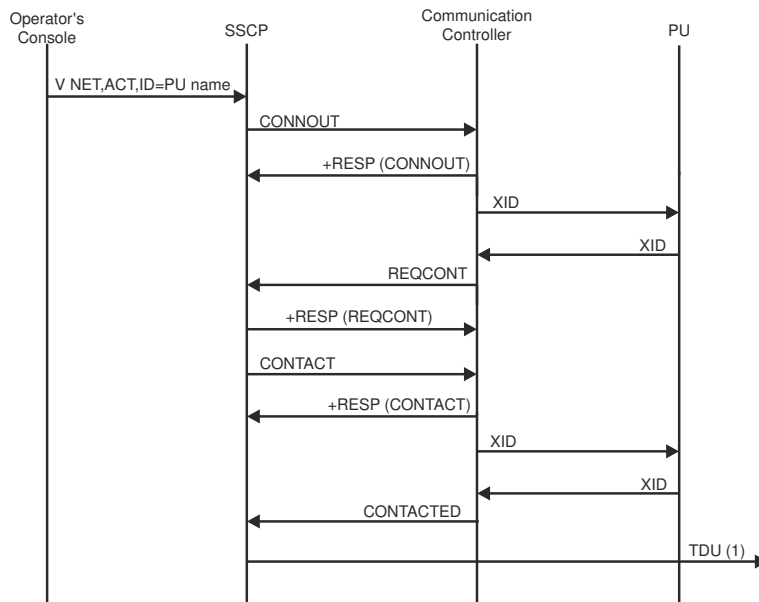 Operator's
Console
SSCP
Communication
Controller
PU
V NET,ACT,ID=PU name
CONNOUT
+RESP (CONNOUT)
XID
XID
REQCONT
+RESP (REQCONT)
CONTACT
+RESP (CONTACT)
XID
XID
CONTACTED
TDU (1)